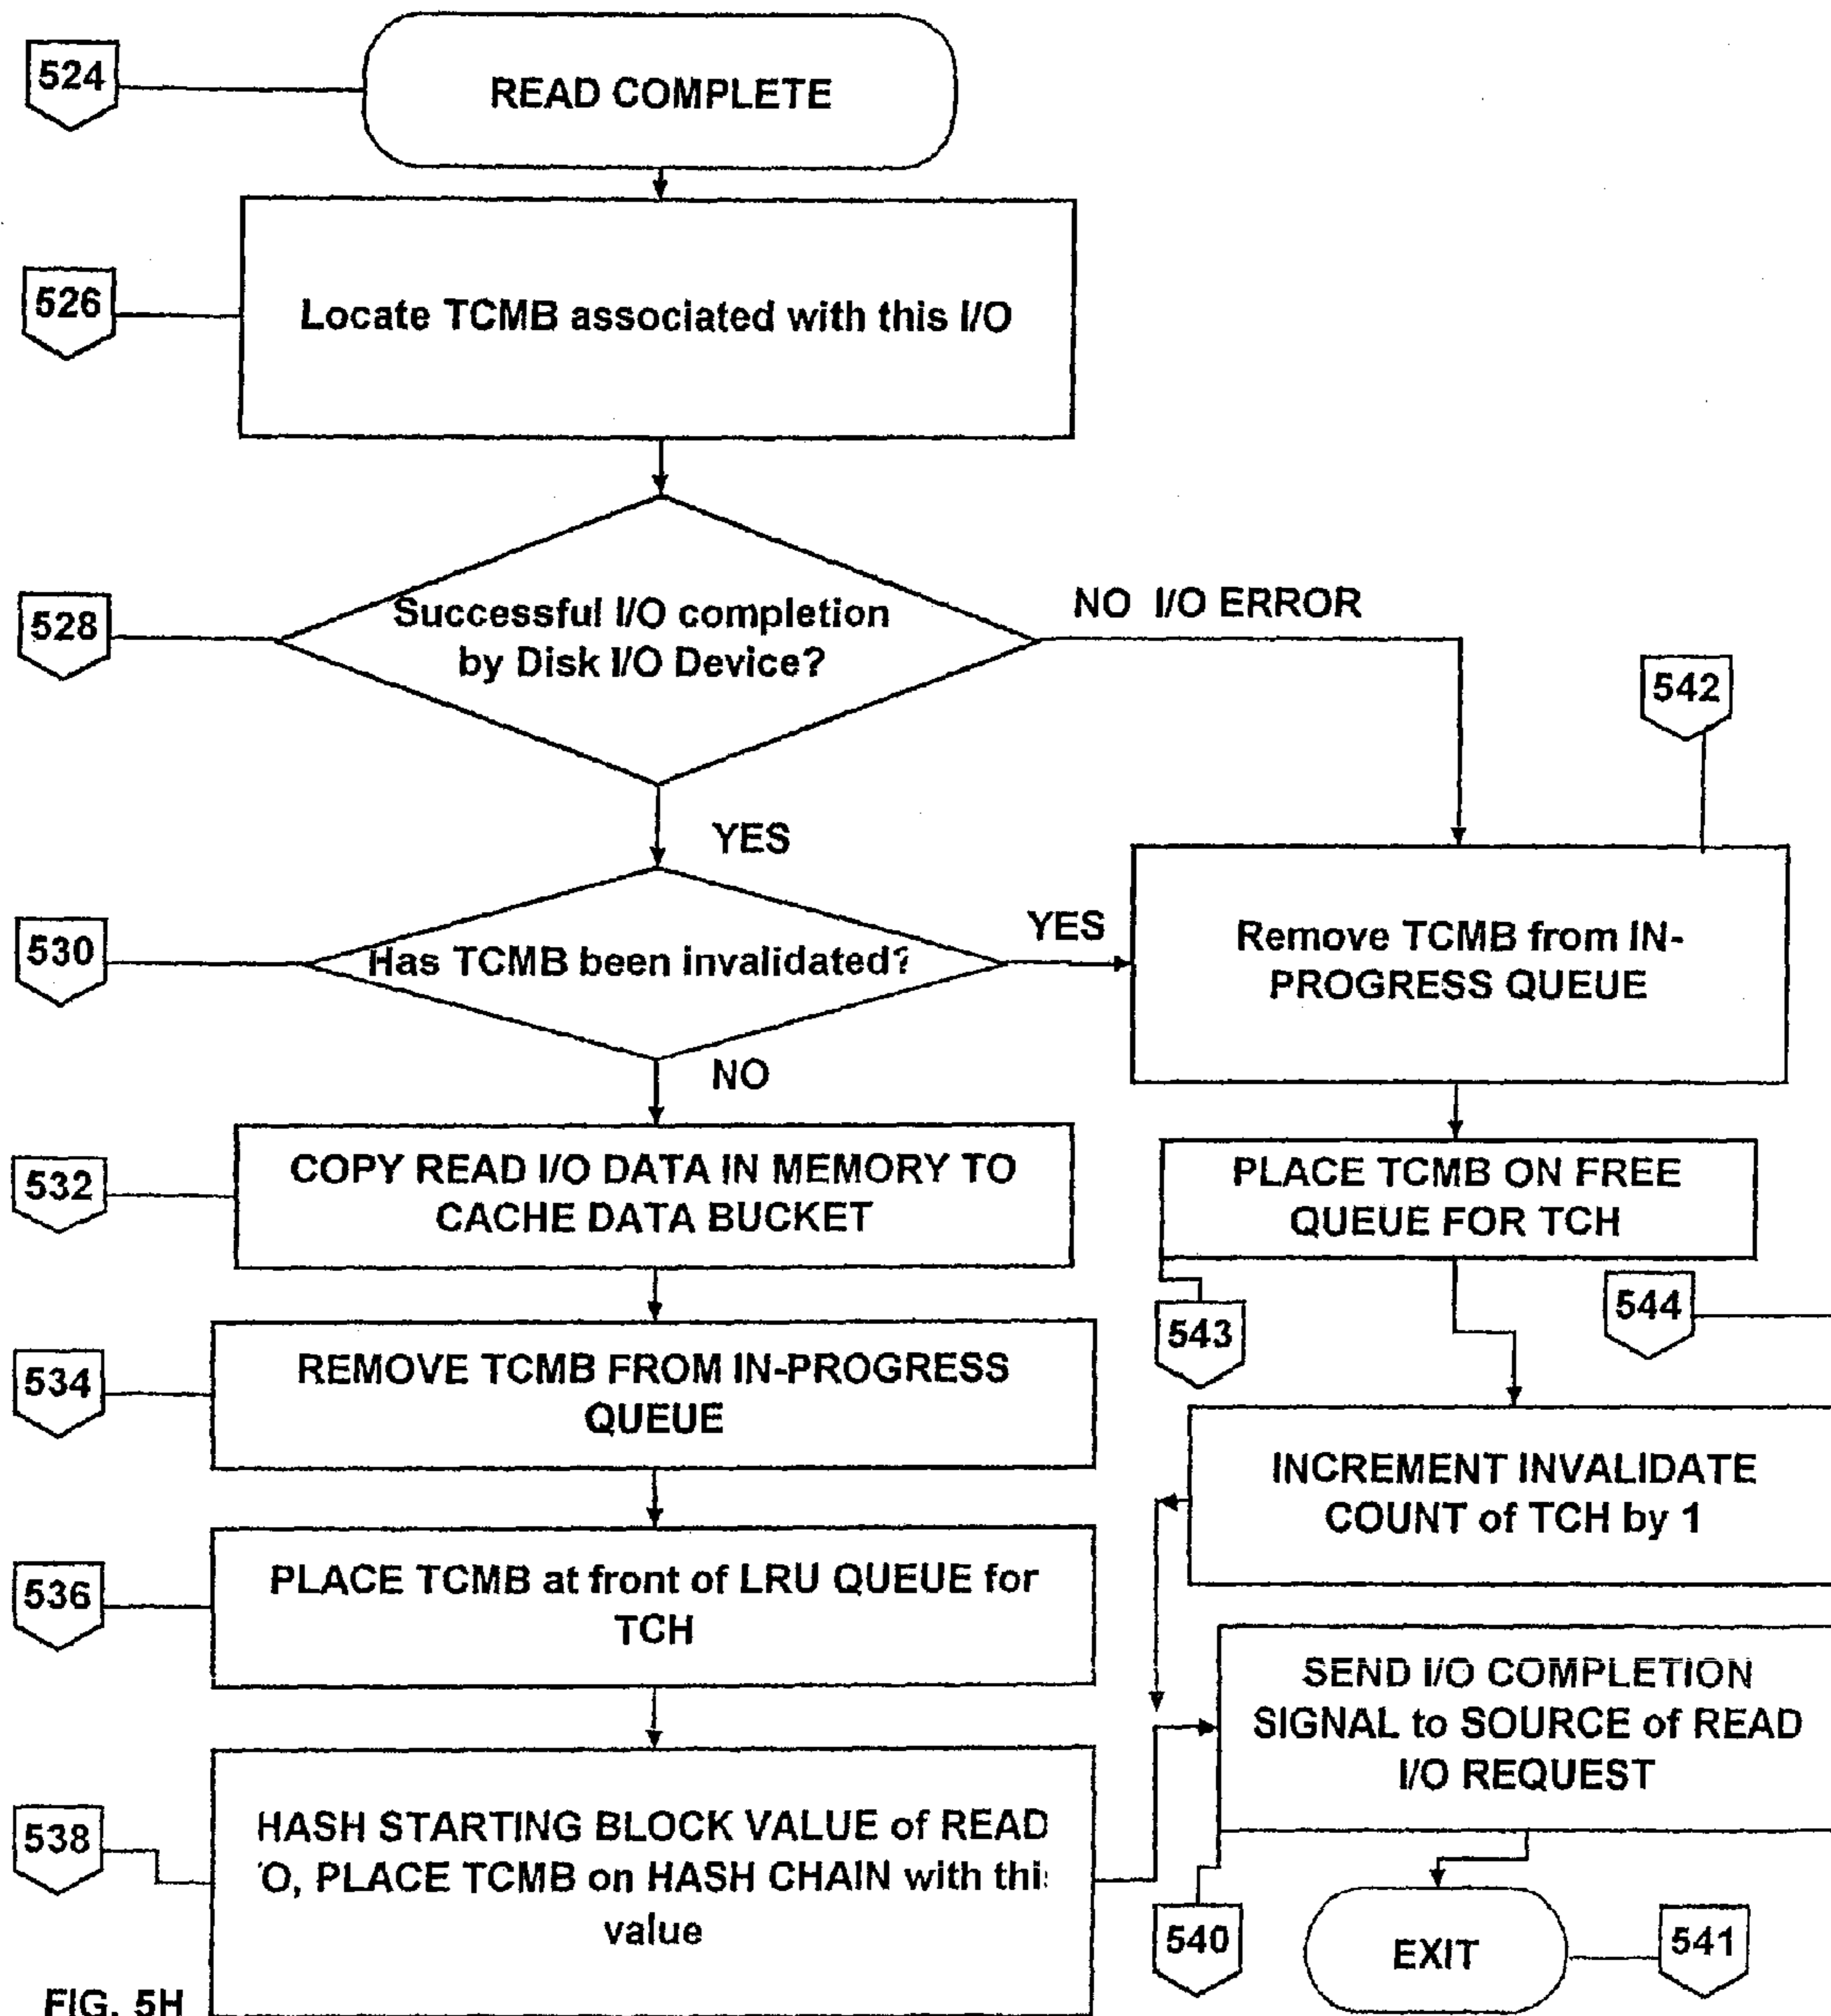 524
READ COMPLETE
526
Locate TCMB associated with this I/O
528
Successful I/O completion
by Disk I/O Device?
NO I/O ERROR
542
YES
530
Has TCMB been invalidated?
YES
Remove TCMB from IN-
PROGRESS QUEUE
NO
532
COPY READ I/O DATA IN MEMORY TO
CACHE DATA BUCKET
PLACE TCMB ON FREE
QUEUE FOR TCH
543
544
534
REMOVE TCMB FROM IN-PROGRESS
QUEUE
INCREMENT INVALIDATE
COUNT of TCH by 1
536
PLACE TCMB at front of LRU QUEUE for
TCH
SEND I/O COMPLETION
SIGNAL to SOURCE of READ
I/O REQUEST
538
HASH STARTING BLOCK VALUE of READ
O, PLACE TCMB on HASH CHAIN with this
value
540
EXIT
541
FIG. 5H